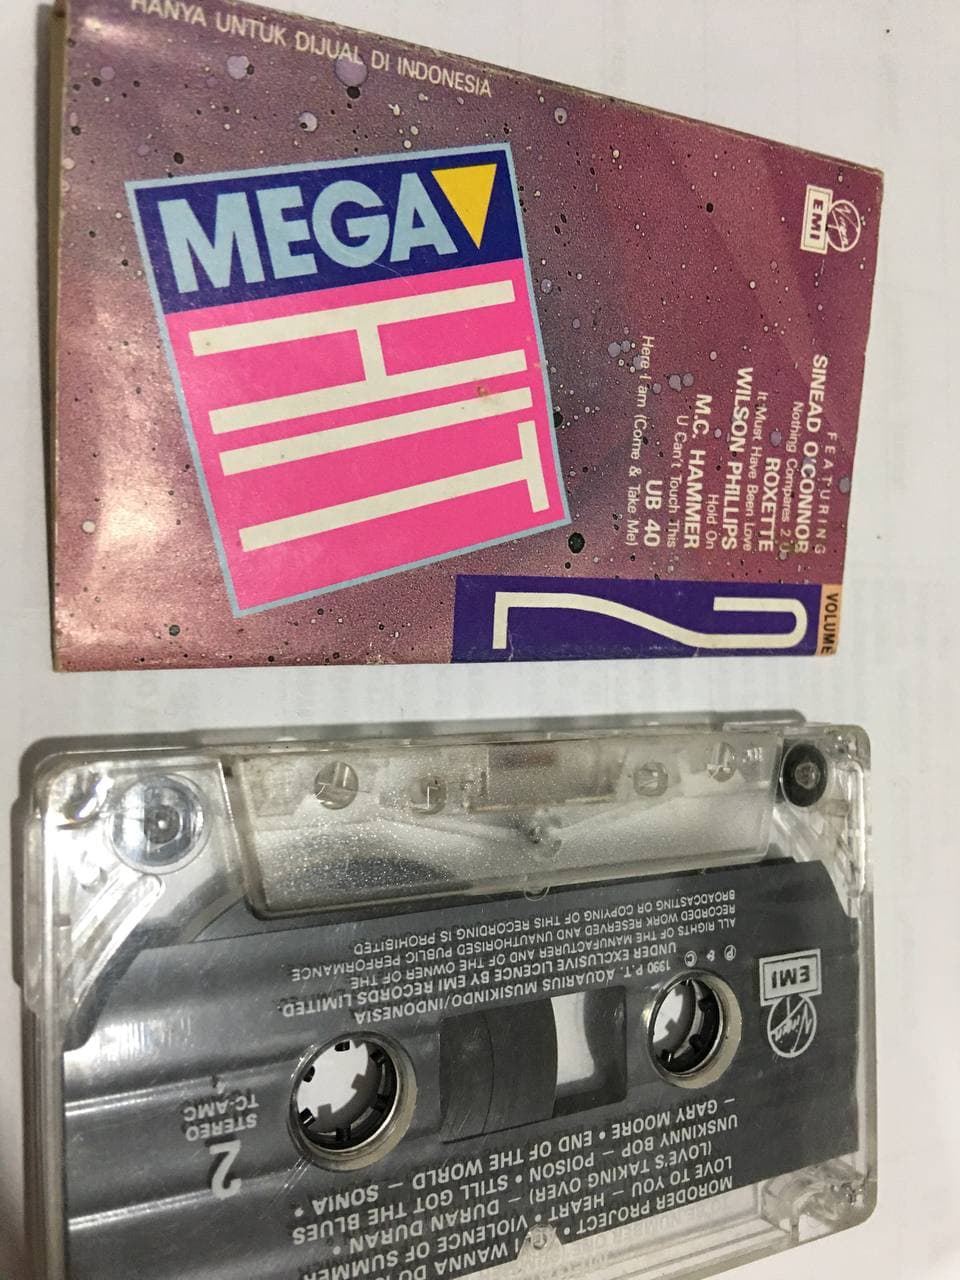 HANYA UNTUK DIJUAL DI INDONESIA
MEGA
HIT
Virgin
EMI
FEATURING
SINEAD O'CONNOR
Nothing Compares 2 U
ROXETTE
It Must Have Been Love
WILSON PHILLIPS
Hold On
M.C. HAMMER
U Can't Touch This
UB 40
Here I am (Come & Take Me)
VOLUME
2
I WANNA DO
MORODER PROJECT • VIOLENCE OF SUMMER
LOVE TO YOU — HEART •
(LOVE'S TAKING OVER) — DURAN DURAN •
UNSKINNY BOP — POISON • STILL GOT THE BLUES
— GARY MOORE • END OF THE WORLD — SONIA •
2
STEREO
TC-AMC
Virgin
EMI
℗ & © 1990 P.T. AQUARIUS MUSIKINDO/INDONESIA
UNDER EXCLUSIVE LICENCE BY EMI RECORDS LIMITED
ALL RIGHTS OF THE MANUFACTURER AND OF THE OWNER OF THE
RECORDED WORK RESERVED AND UNAUTHORISED PUBLIC PERFORMANCE
BROADCASTING OR COPYING OF THIS RECORDING IS PROHIBITED.